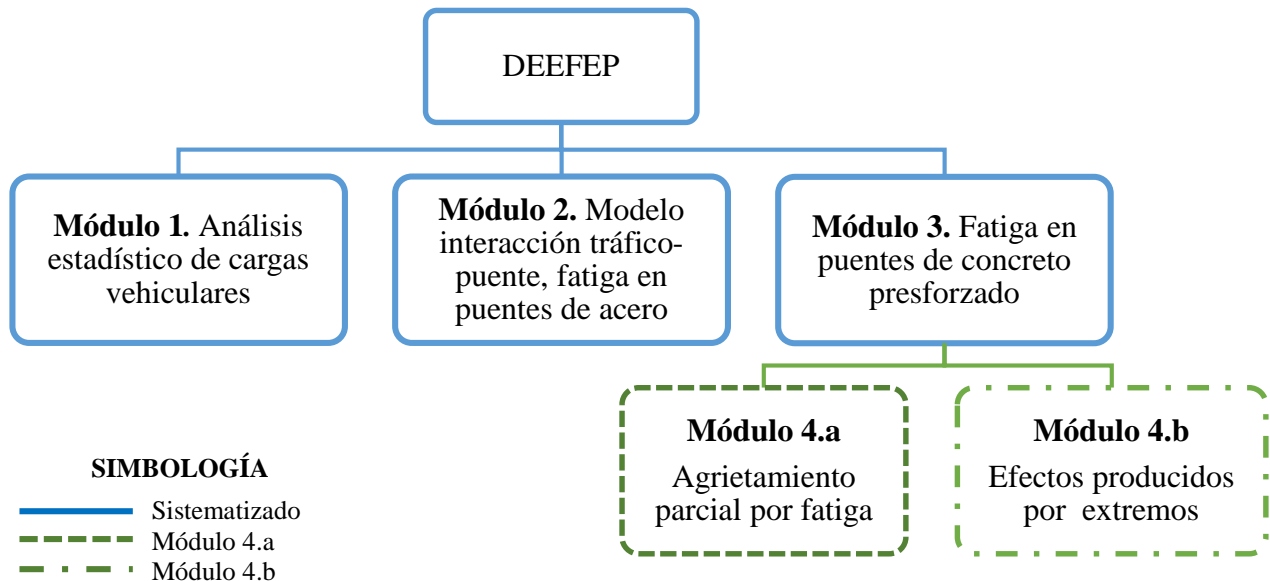 DEEFEP
Módulo 1. Análisis
estadístico de cargas
vehiculares
Módulo 2. Modelo
interacción tráfico-
puente, fatiga en
puentes de acero
Módulo 3. Fatiga en
puentes de concreto
presforzado
Módulo 4.a
Agrietamiento
parcial por fatiga
Módulo 4.b
Efectos producidos
por extremos
SIMBOLOGÍA
Sistematizado
Módulo 4.a
Módulo 4.b